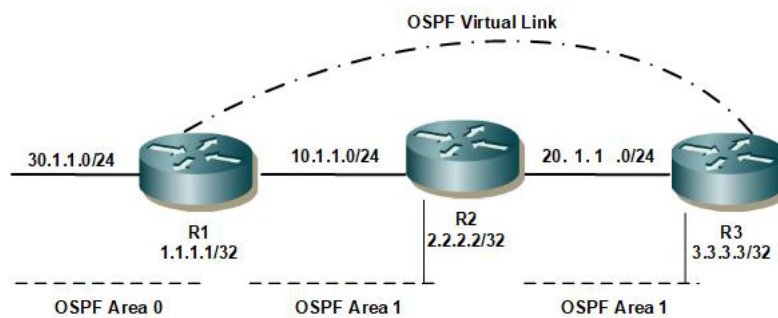 OSPF Virtual Link
30.1.1.0/24
10.1.1.0/24
20. 1. 1 .0/24
R1
1.1.1.1/32
R2
2.2.2.2/32
R3
3.3.3.3/32
OSPF Area 0
OSPF Area 1
OSPF Area 1